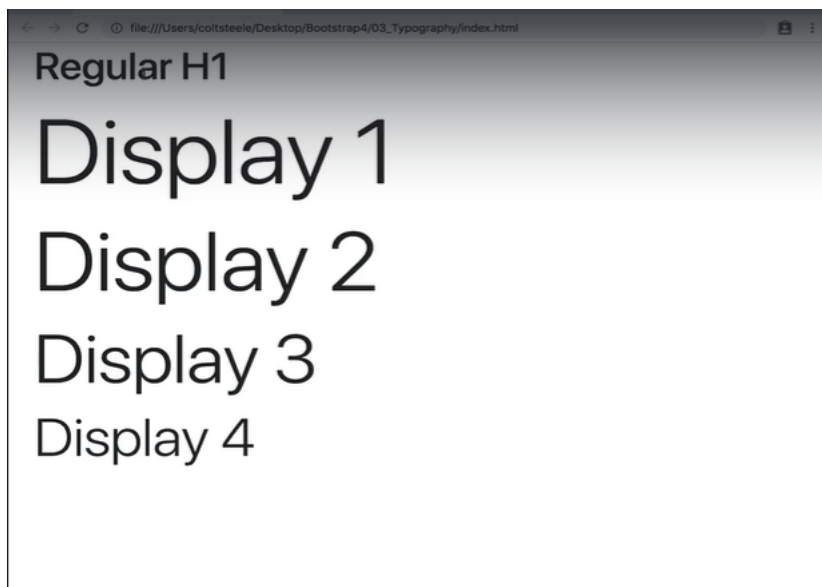 file:///Users/coltsteele/Desktop/Bootstrap4/03_Typography/index.html
Regular H1
Display 1
Display 2
Display 3
Display 4